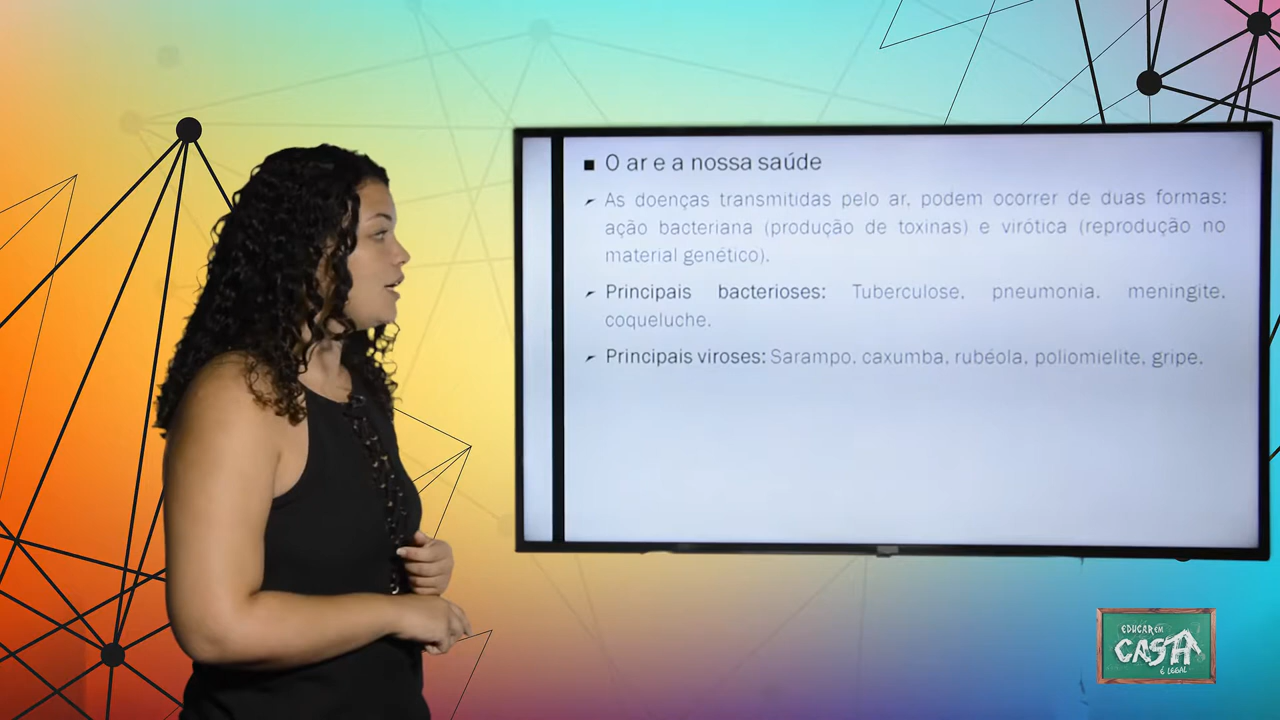 O ar e a nossa saúde
As doenças transmitidas pelo ar, podem ocorrer de duas formas:
ação bacteriana (produção de toxinas) e virótica (reprodução no
material genético).
Principais bacterioses: Tuberculose, pneumonia, meningite,
coqueluche.
Principais viroses: Sarampo, caxumba, rubéola, poliomielite, gripe.
EDUCAR EM
CASA
É LEGAL